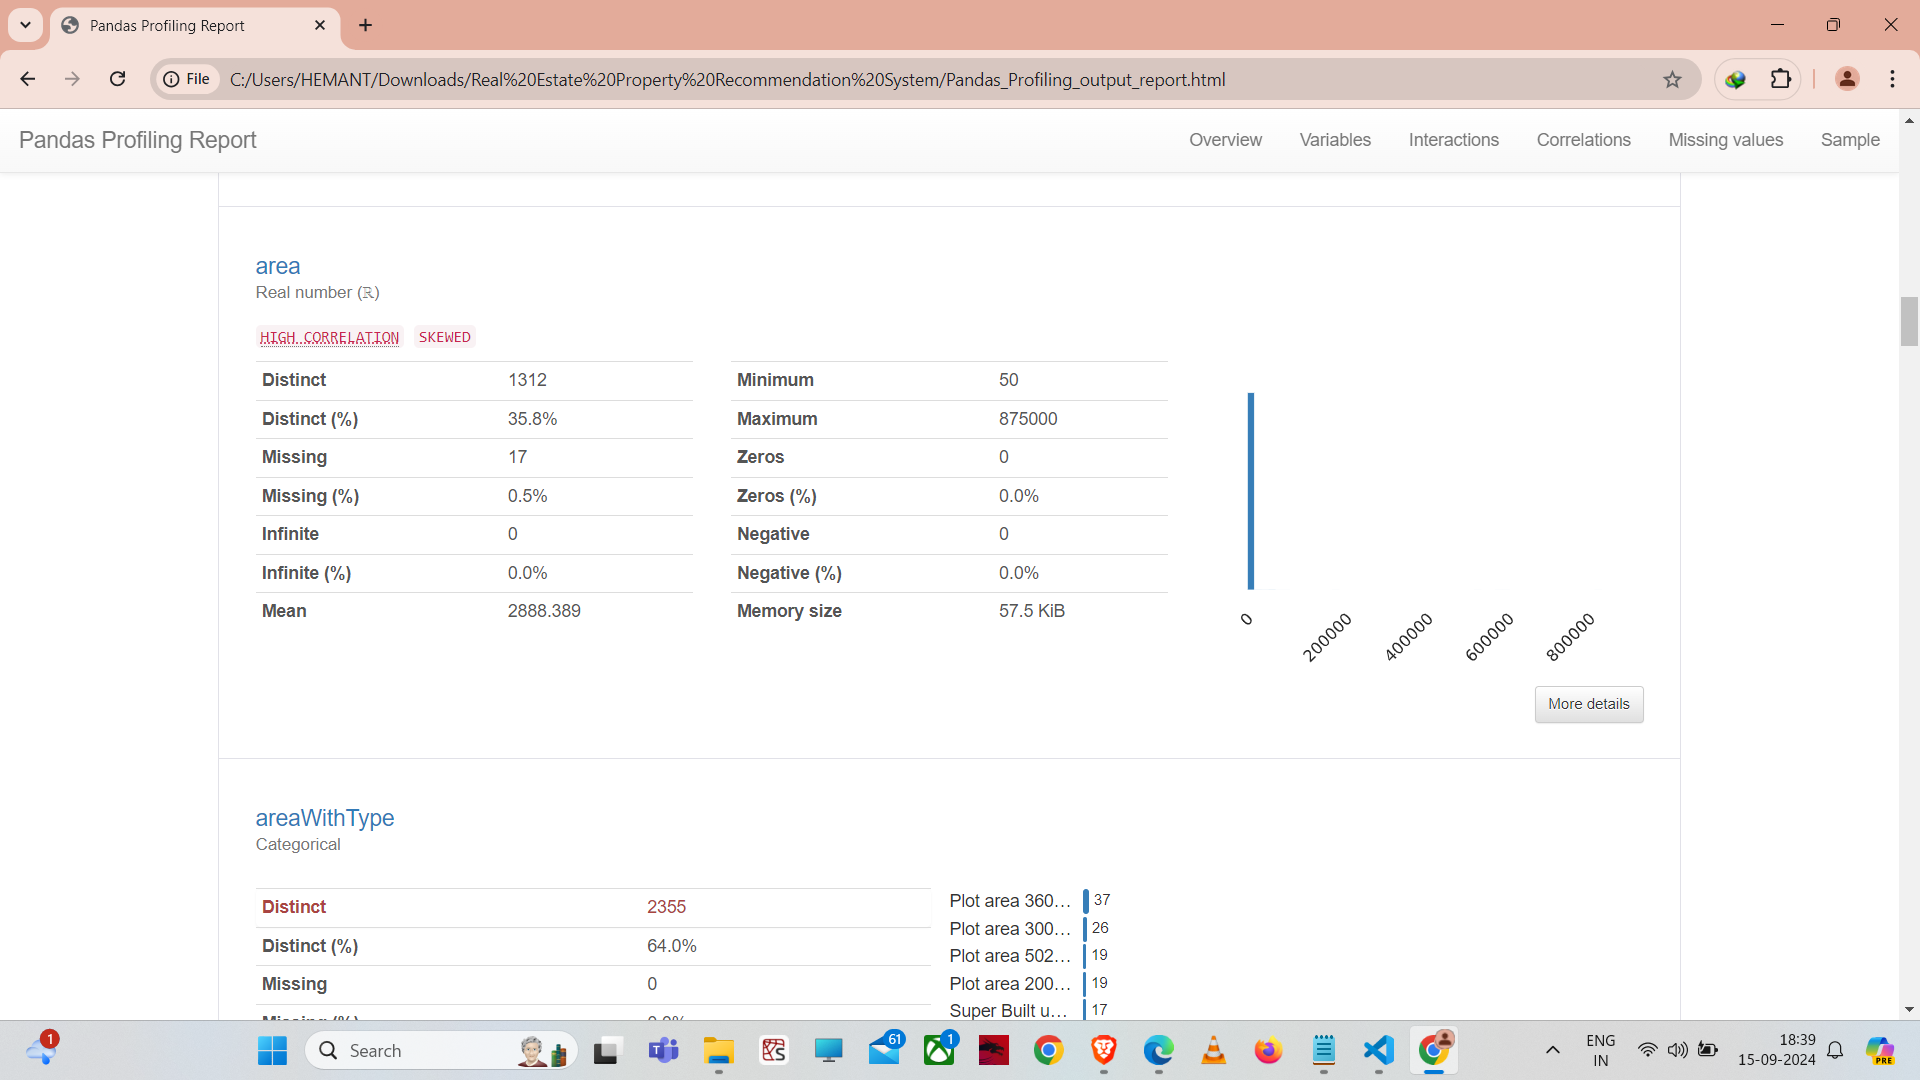 Pandas Profiling Report
File C:/Users/HEMANT/Downloads/Real%20Estate%20Property%20Recommendation%20System/Pandas_Profiling_output_report.html
Pandas Profiling Report Overview Variables Interactions Correlations Missing values Sample
area
Real number (ℝ)
HIGH CORRELATION SKEWED
Distinct 1312
Distinct (%) 35.8%
Missing 17
Missing (%) 0.5%
Infinite 0
Infinite (%) 0.0%
Mean 2888.389
Minimum 50
Maximum 875000
Zeros 0
Zeros (%) 0.0%
Negative 0
Negative (%) 0.0%
Memory size 57.5 KiB
0 200000 400000 600000 800000
More details
areaWithType
Categorical
Distinct 2355
Distinct (%) 64.0%
Missing 0
Missing (%) 0.0%
Plot area 360... 37
Plot area 300... 26
Plot area 502... 19
Plot area 200... 19
Super Built u... 17
1
Search
61
1
PRE
ENG
IN
18:39
15-09-2024